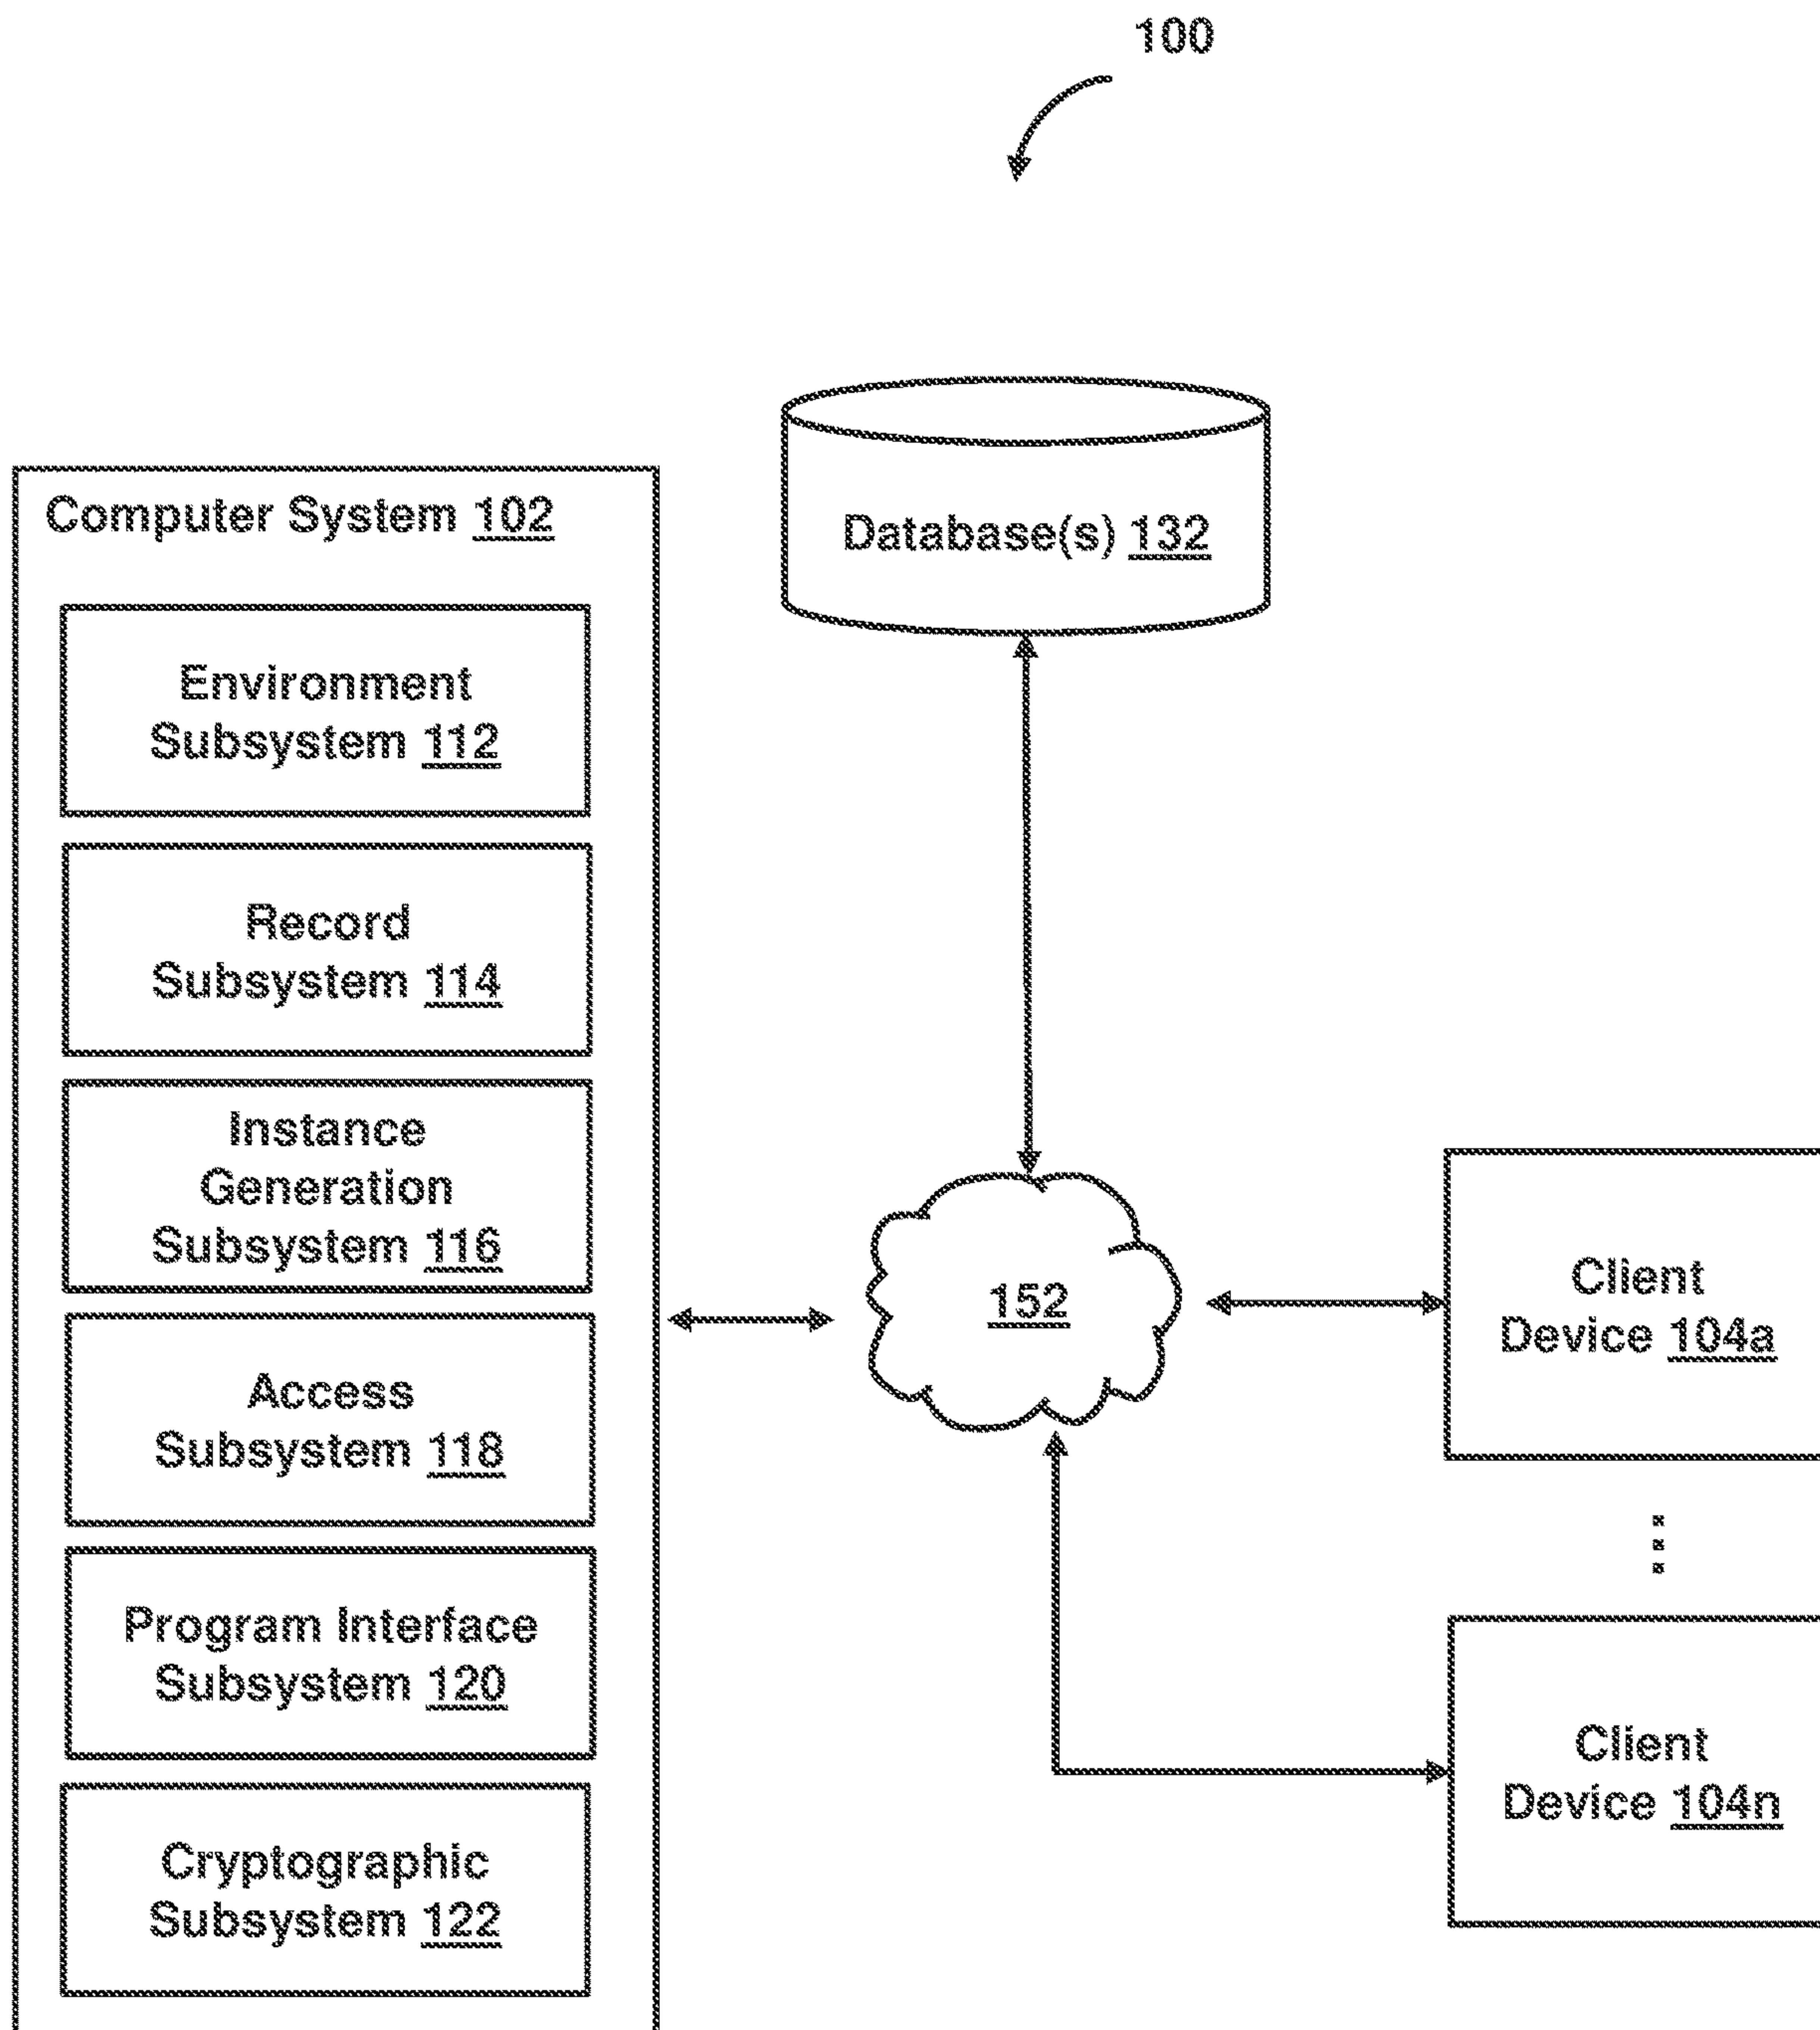 100
Computer System 102
Environment
Subsystem 112
Record
Subsystem 114
Instance
Generation
Subsystem 116
Access
Subsystem 118
Program Interface
Subsystem 120
Cryptographic
Subsystem 122
Database(s) 132
152
Client
Device 104a
Client
Device 104n